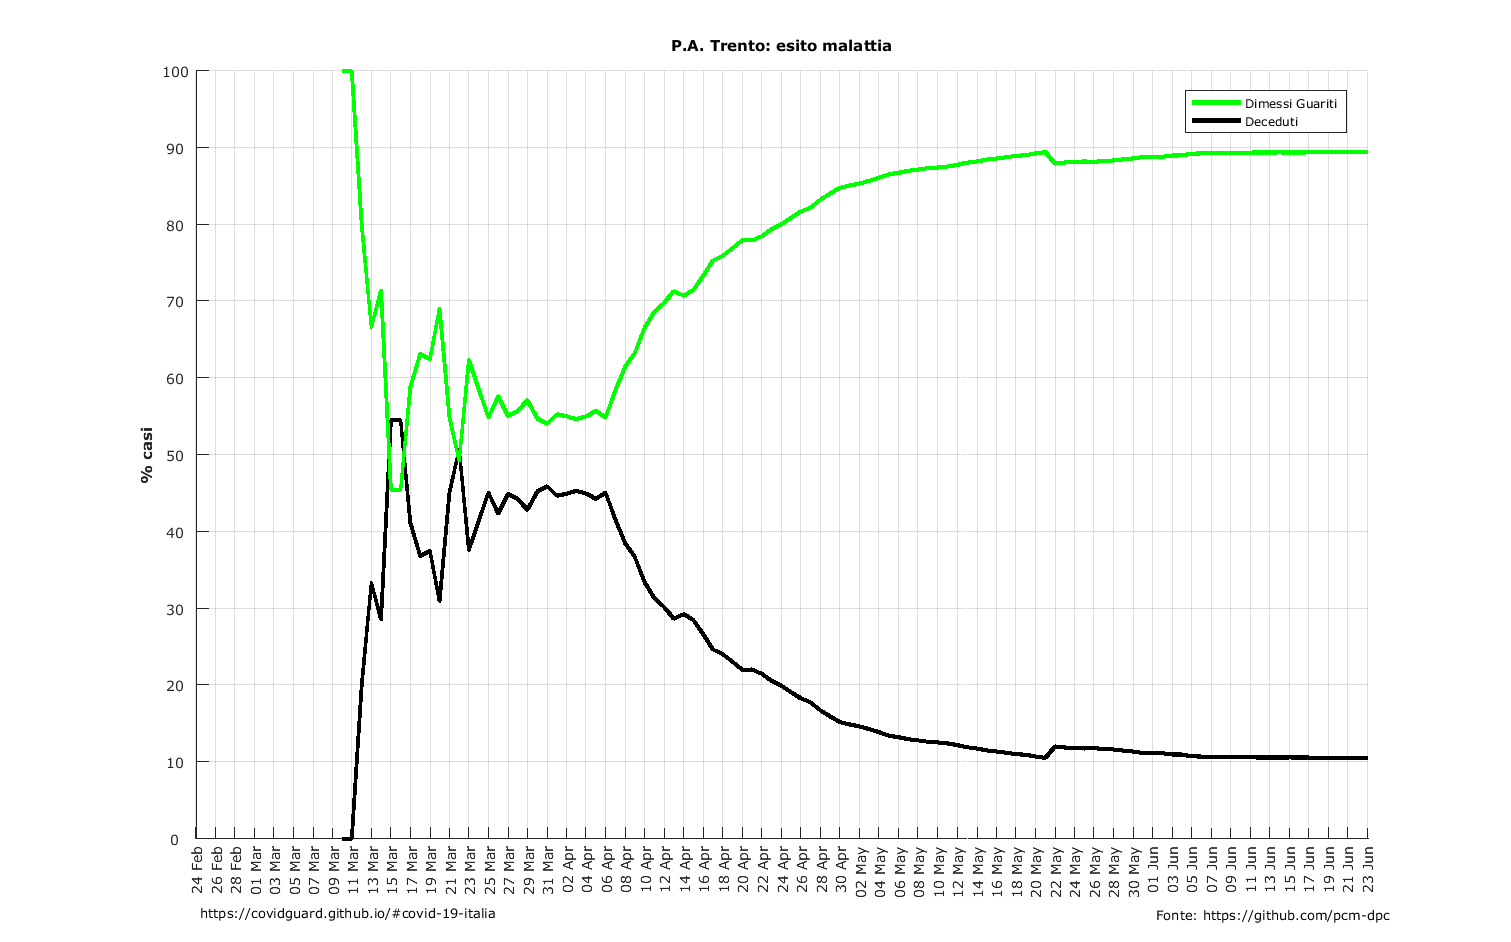 P.A. Trento: esito malattia
Dimessi Guariti
Deceduti
% casi
100
90
80
70
60
50
40
30
20
10
0
24 Feb
26 Feb
28 Feb
01 Mar
03 Mar
05 Mar
07 Mar
09 Mar
11 Mar
13 Mar
15 Mar
17 Mar
19 Mar
21 Mar
23 Mar
25 Mar
27 Mar
29 Mar
31 Mar
02 Apr
04 Apr
06 Apr
08 Apr
10 Apr
12 Apr
14 Apr
16 Apr
18 Apr
20 Apr
22 Apr
24 Apr
26 Apr
28 Apr
30 Apr
02 May
04 May
06 May
08 May
10 May
12 May
14 May
16 May
18 May
20 May
22 May
24 May
26 May
28 May
30 May
01 Jun
03 Jun
05 Jun
07 Jun
09 Jun
11 Jun
13 Jun
15 Jun
17 Jun
19 Jun
21 Jun
23 Jun
https://covidguard.github.io/#covid-19-italia
Fonte: https://github.com/pcm-dpc